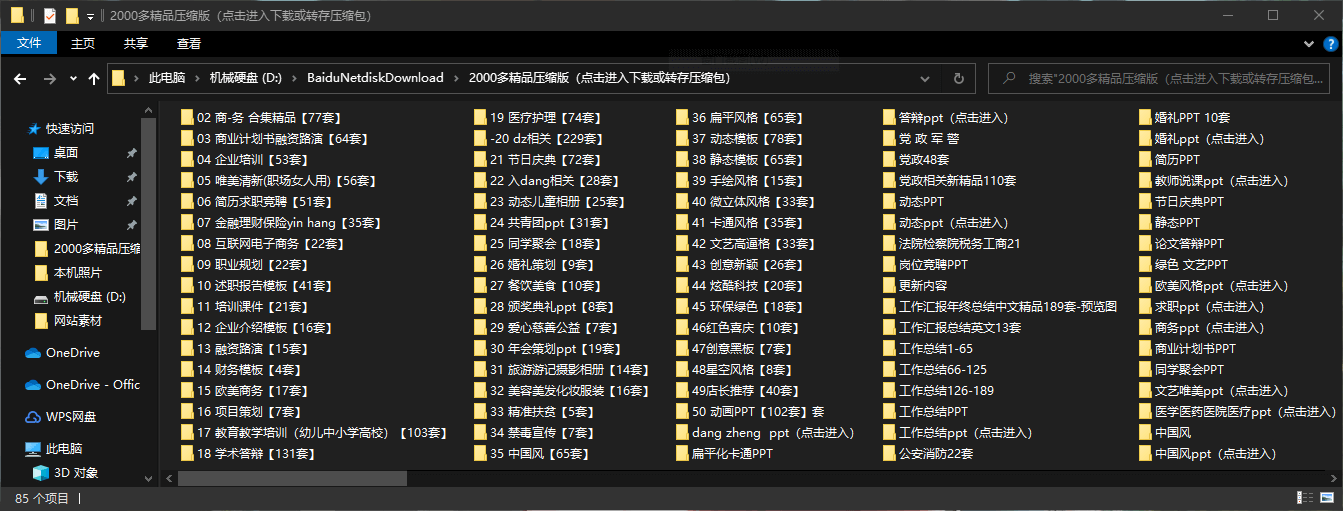 2000多精品压缩版（点击进入下载或转存压缩包）
文件 主页 共享 查看
此电脑 机械硬盘 (D:) BaiduNetdiskDownload 2000多精品压缩版（点击进入下载或转存压缩包）
搜索"2000多精品压缩版（点击进入下载或转存压缩包...
快速访问
桌面
下载
文档
图片
2000多精品压缩
本机照片
机械硬盘 (D:)
网站素材
OneDrive
OneDrive - Offic
WPS网盘
此电脑
3D 对象
02 商-务 合集精品【77套】
03 商业计划书融资路演【64套】
04 企业培训【53套】
05 唯美清新(职场女人用)【56套】
06 简历求职竞聘【51套】
07 金融理财保险yin hang【35套】
08 互联网电子商务【22套】
09 职业规划【22套】
10 述职报告模板【41套】
11 培训课件【21套】
12 企业介绍模板【16套】
13 融资路演【15套】
14 财务模板【4套】
15 欧美商务【17套】
16 项目策划【7套】
17 教育教学培训（幼儿中小学高校）【103套】
18 学术答辩【131套】
19 医疗护理【74套】
-20 dz相关【229套】
21 节日庆典【72套】
22 入dang相关【28套】
23 动态儿童相册【25套】
24 共青团ppt【31套】
25 同学聚会【18套】
26 婚礼策划【9套】
27 餐饮美食【10套】
28 颁奖典礼ppt【8套】
29 爱心慈善公益【7套】
30 年会策划ppt【19套】
31 旅游游记摄影相册【14套】
32 美容美发化妆服装【16套】
33 精准扶贫【5套】
34 禁毒宣传【7套】
35 中国风【65套】
36 扁平风格【65套】
37 动态模板【78套】
38 静态模板【65套】
39 手绘风格【15套】
40 微立体风格【33套】
41 卡通风格【35套】
42 文艺高逼格【33套】
43 创意新颖【26套】
44 炫酷科技【20套】
45 环保绿色【18套】
46红色喜庆【10套】
47创意黑板【7套】
48星空风格【8套】
49店长推荐【40套】
50 动画PPT【102套】套
dang zheng ppt（点击进入）
扁平化卡通PPT
答辩ppt（点击进入）
党 政 军 警
党政48套
党政相关新精品110套
动态PPT
动态ppt（点击进入）
法院检察院税务工商21
岗位竞聘PPT
更新内容
工作汇报年终总结中文精品189套-预览图
工作汇报总结英文13套
工作总结1-65
工作总结66-125
工作总结126-189
工作总结PPT
工作总结ppt（点击进入）
公安消防22套
婚礼PPT 10套
婚礼ppt（点击进入）
简历PPT
教师说课ppt（点击进入）
节日庆典PPT
静态PPT
论文答辩PPT
绿色 文艺PPT
欧美风格ppt（点击进入）
求职ppt（点击进入）
商务ppt（点击进入）
商业计划书PPT
同学聚会PPT
文艺唯美ppt（点击进入）
医学医药医院医疗ppt（点击进入）
中国风
中国风ppt（点击进入）
85 个项目